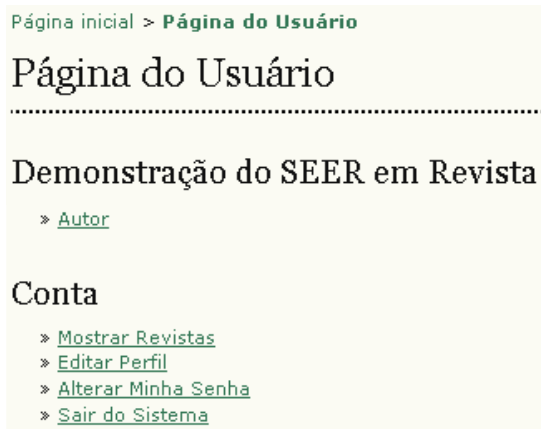 Página inicial > Página do Usuário
Página do Usuário
Demonstração do SEER em Revista
» Autor
Conta
» Mostrar Revistas
» Editar Perfil
» Alterar Minha Senha
» Sair do Sistema